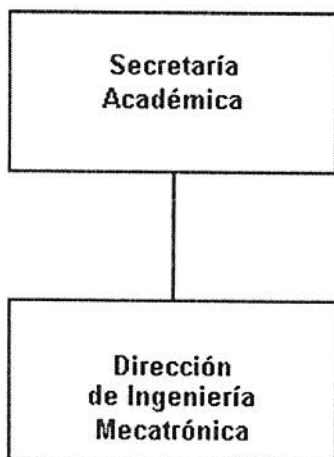 Secretaría
Académica
Dirección
de Ingeniería
Mecatrónica